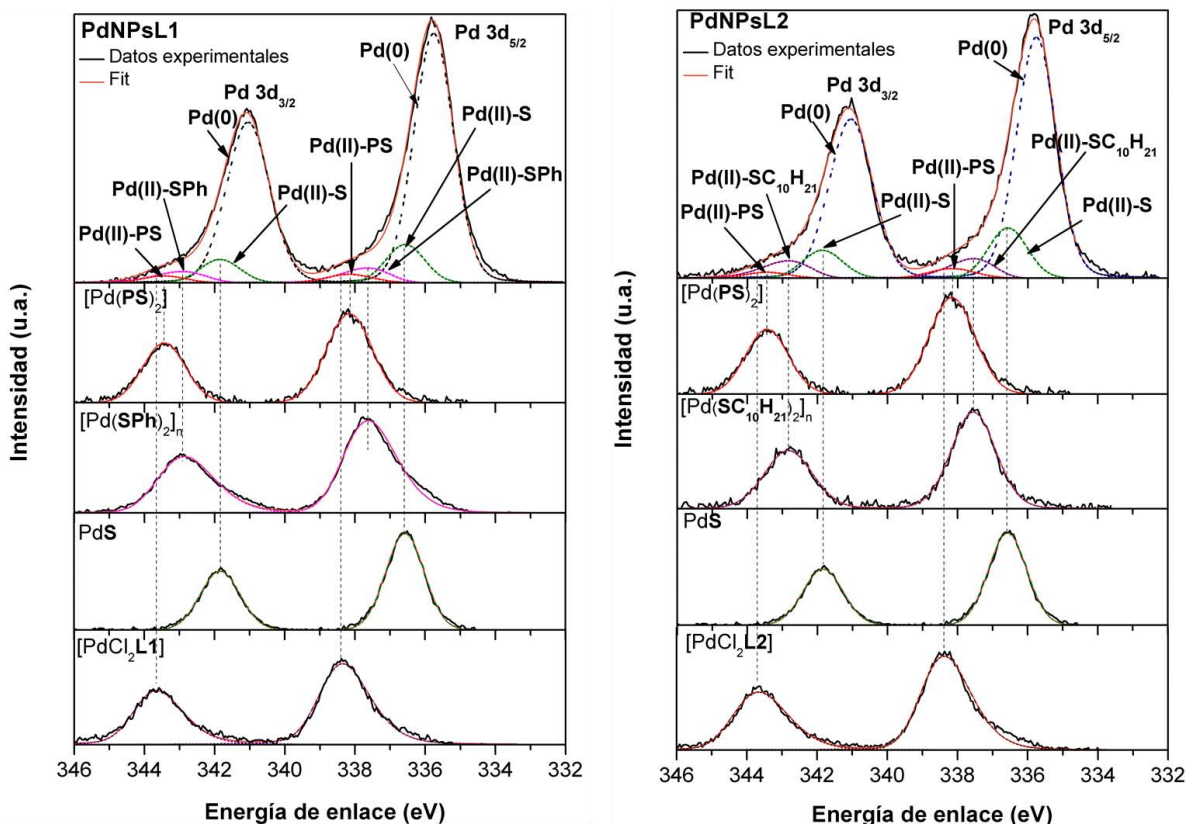 PdNPsL1
Datos experimentales
Fit
Pd 3d5/2
Pd(0)
Pd 3d3/2
Pd(0)
Pd(II)-S
Pd(II)-PS
Pd(II)-SPh
Pd(II)-SPh
Pd(II)-S
Pd(II)-PS
[Pd(PS)2]
[Pd(SPh)2]n
PdS
[PdCl2L1]
346 344 342 340 338 336 334 332
Energía de enlace (eV)
Intensidad (u.a.)
PdNPsL2
Datos experimentales
Fit
Pd 3d5/2
Pd(0)
Pd 3d3/2
Pd(0)
Pd(II)-SC10H21
Pd(II)-PS
Pd(II)-SC10H21
Pd(II)-S
Pd(II)-S
Pd(II)-PS
[Pd(PS)2]
[Pd(SC10H21)2]n
PdS
[PdCl2L2]
346 344 342 340 338 336 334 332
Energía de enlace (eV)
Intensidad (u.a.)